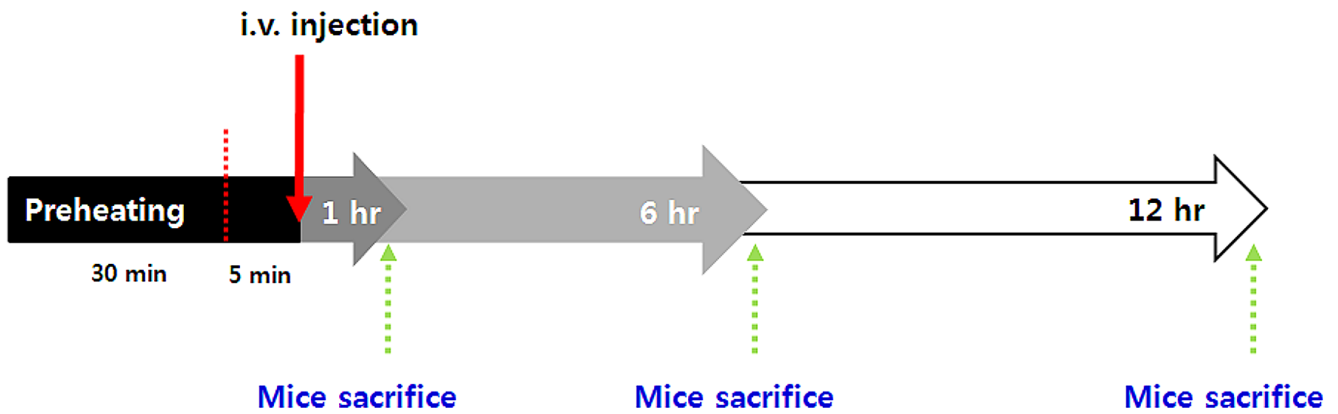 i.v. injection
Preheating
1 hr
6 hr
12 hr
30 min
5 min
Mice sacrifice
Mice sacrifice
Mice sacrifice